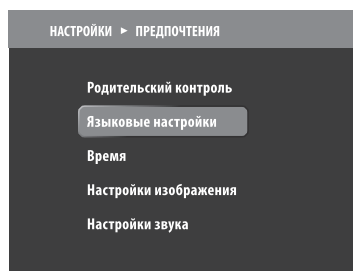 НАСТРОЙКИ ► ПРЕДПОЧТЕНИЯ
Родительский контроль
Языковые настройки
Время
Настройки изображения
Настройки звука